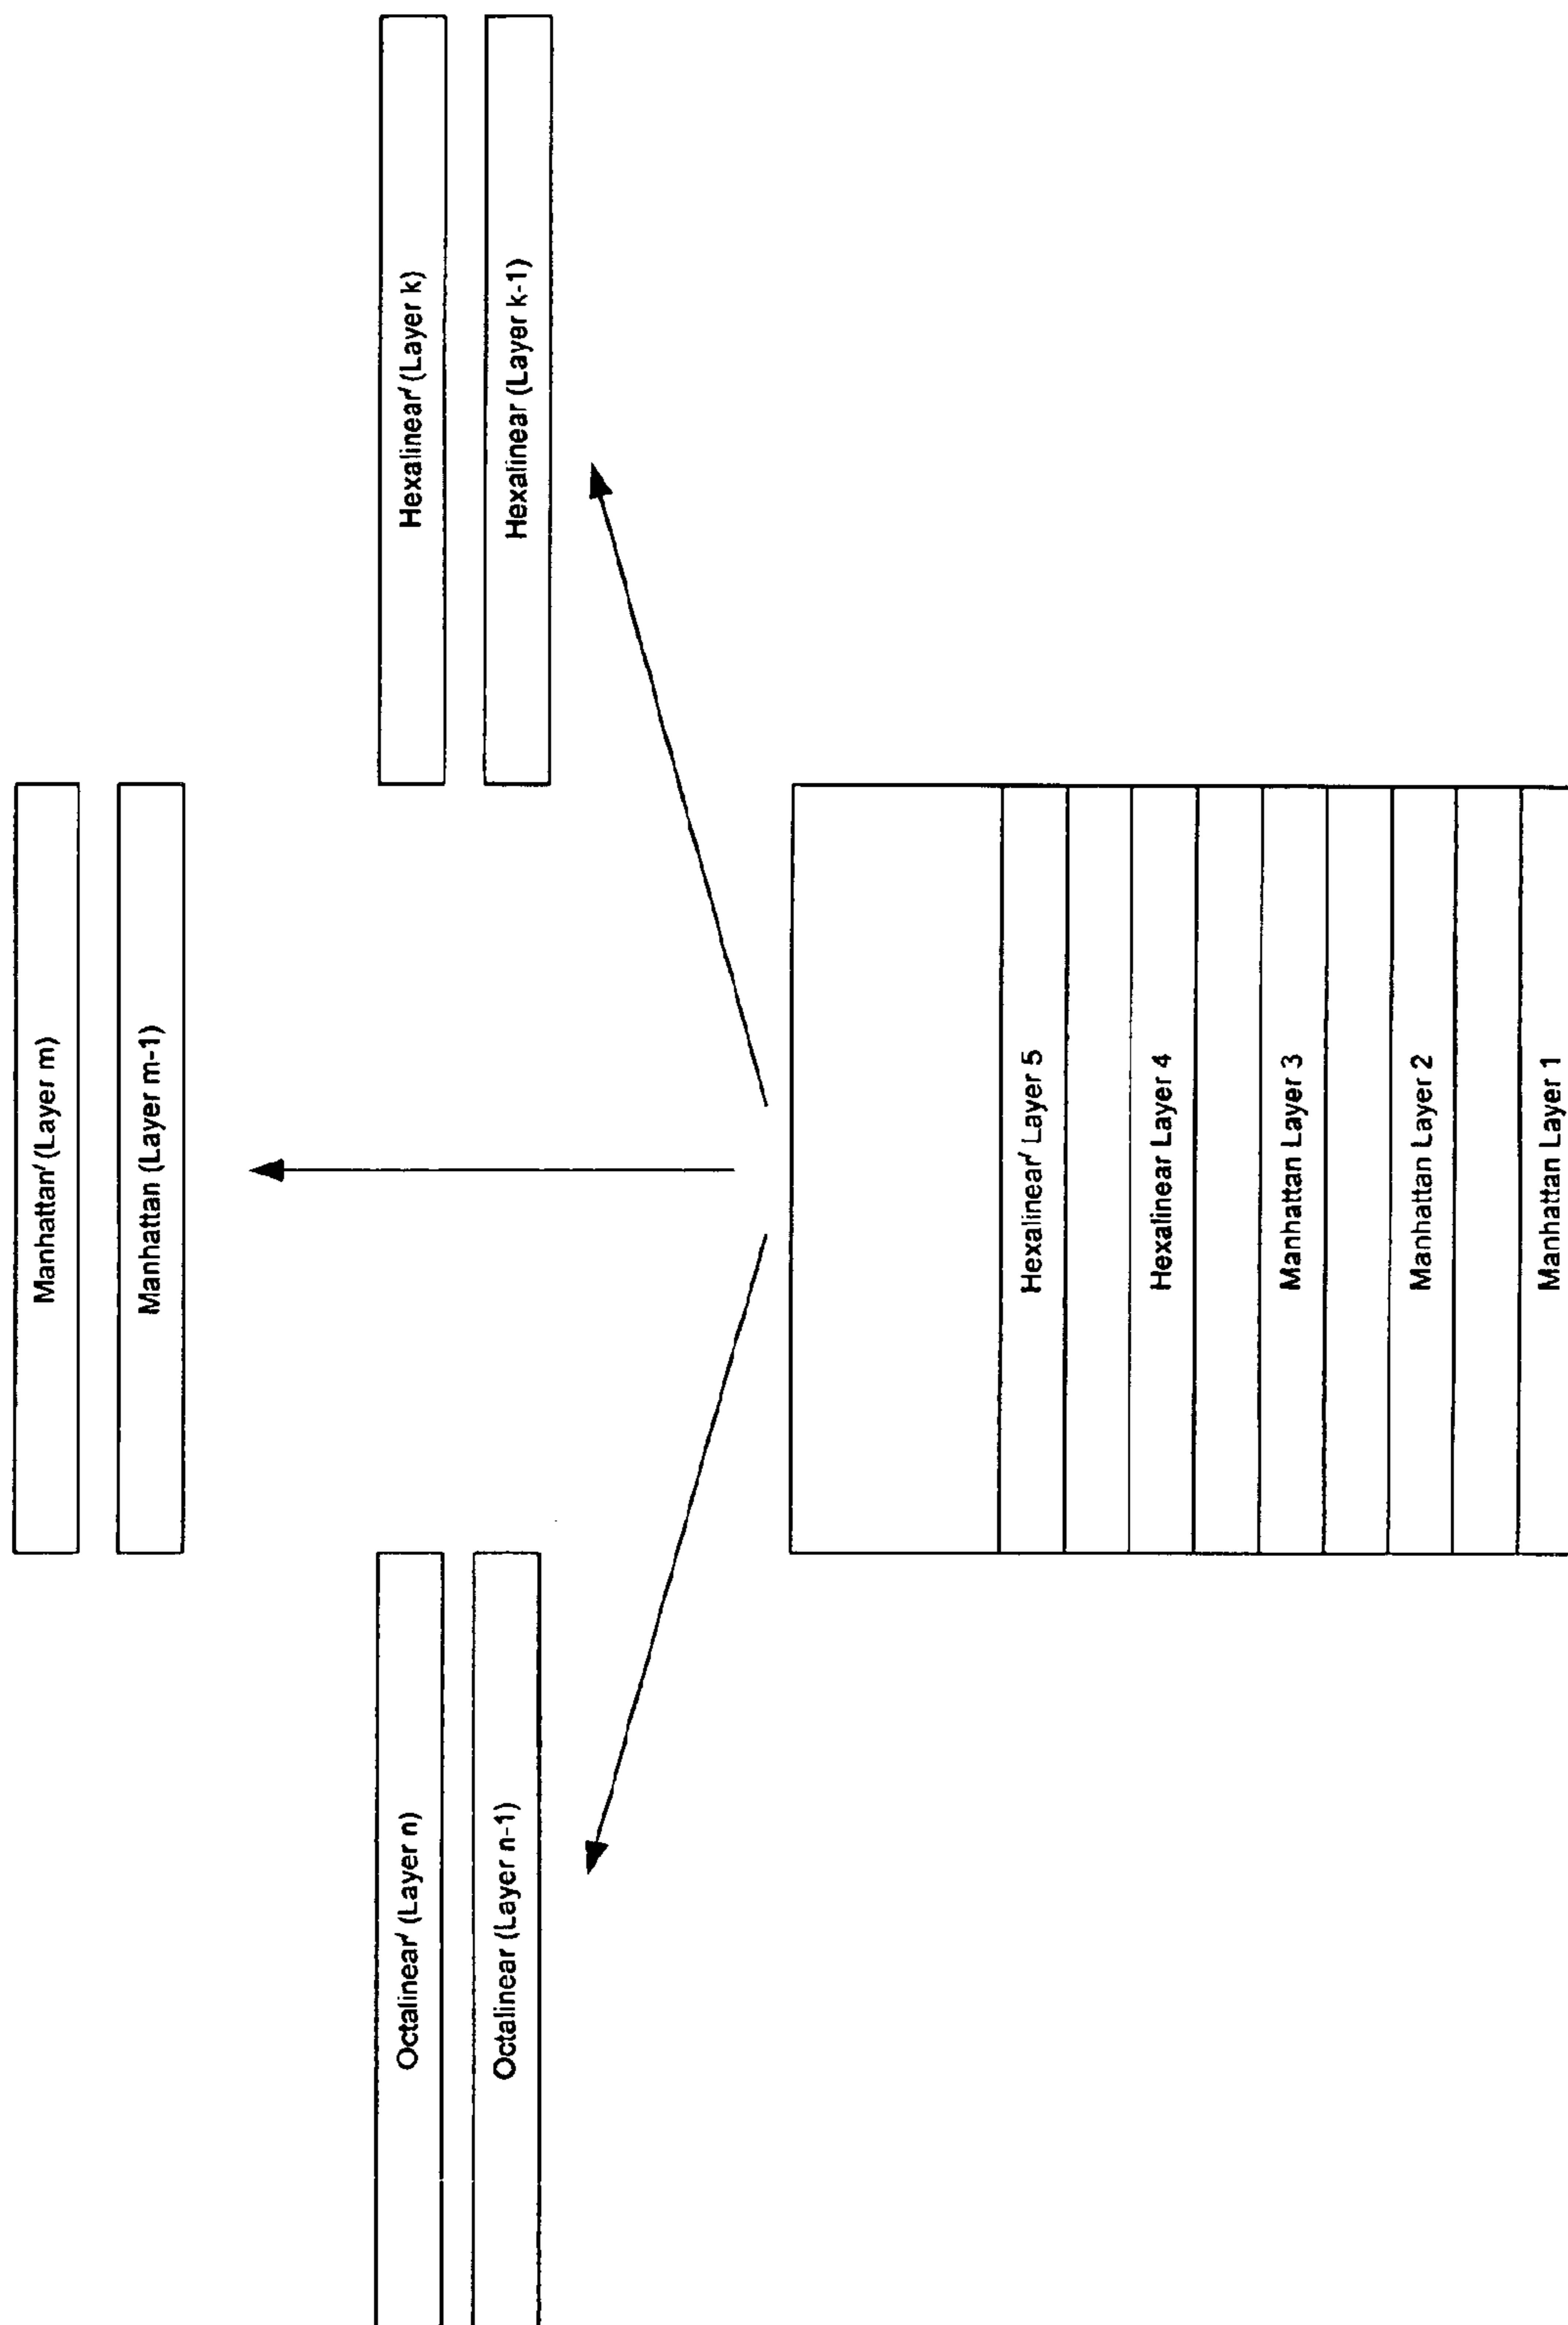 Manhattan' (Layer m)
Manhattan (Layer m-1)
Octalinear' (Layer n)
Octalinear (Layer n-1)
Hexalinear' (Layer k)
Hexalinear (Layer k-1)
Hexalinear' Layer 5
Hexalinear Layer 4
Manhattan Layer 3
Manhattan Layer 2
Manhattan Layer 1